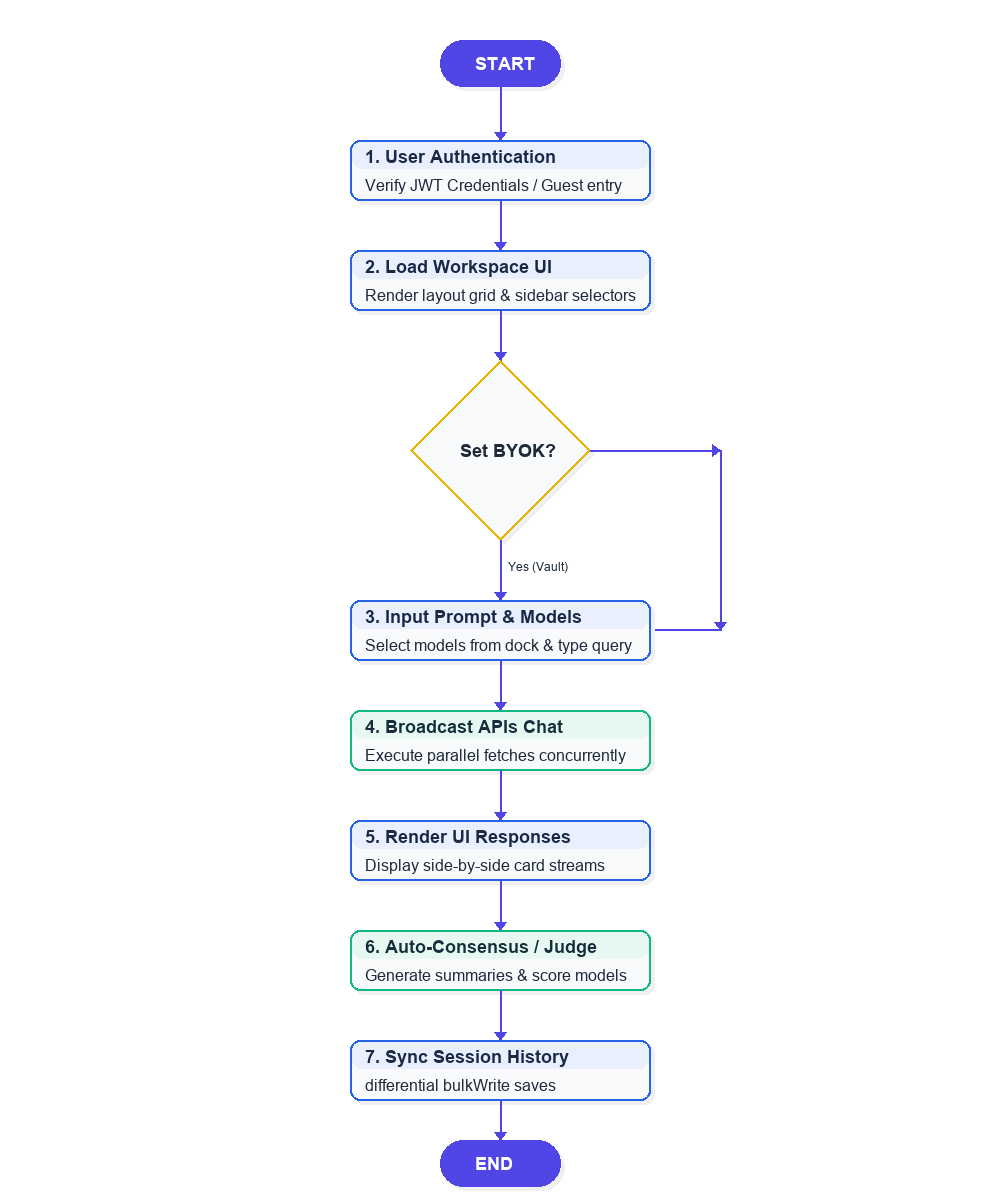 START
1. User Authentication
Verify JWT Credentials / Guest entry
2. Load Workspace UI
Render layout grid & sidebar selectors
Set BYOK?
Yes (Vault)
3. Input Prompt & Models
Select models from dock & type query
4. Broadcast APIs Chat
Execute parallel fetches concurrently
5. Render UI Responses
Display side-by-side card streams
6. Auto-Consensus / Judge
Generate summaries & score models
7. Sync Session History
differential bulkWrite saves
END